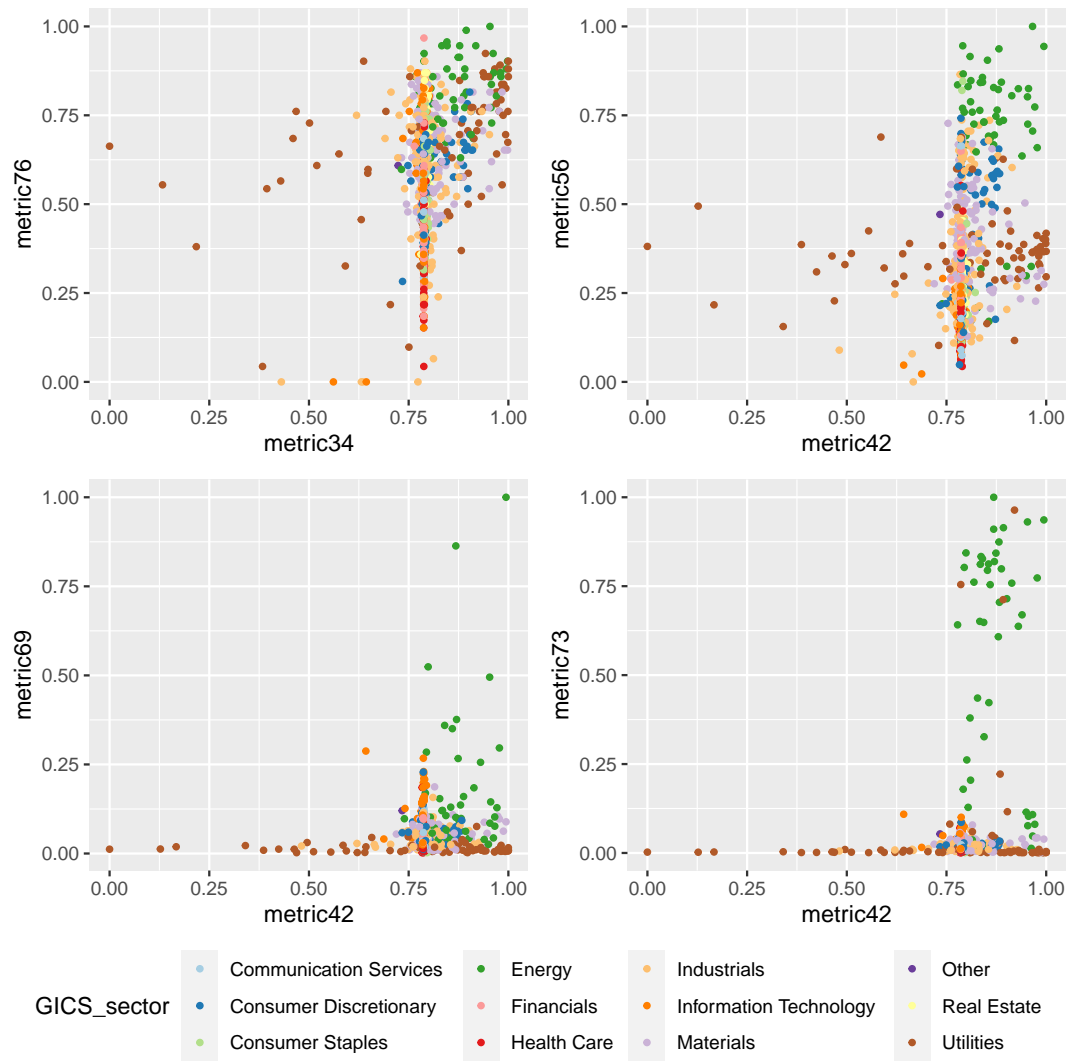 1.00
0.75
0.50
0.25
0.00
metric76
0.00 0.25 0.50 0.75 1.00
metric34
1.00
0.75
0.50
0.25
0.00
metric56
0.00 0.25 0.50 0.75 1.00
metric42
1.00
0.75
0.50
0.25
0.00
metric69
0.00 0.25 0.50 0.75 1.00
metric42
1.00
0.75
0.50
0.25
0.00
metric73
0.00 0.25 0.50 0.75 1.00
metric42
GICS_sector
Communication Services
Consumer Discretionary
Consumer Staples
Energy
Financials
Health Care
Industrials
Information Technology
Materials
Other
Real Estate
Utilities